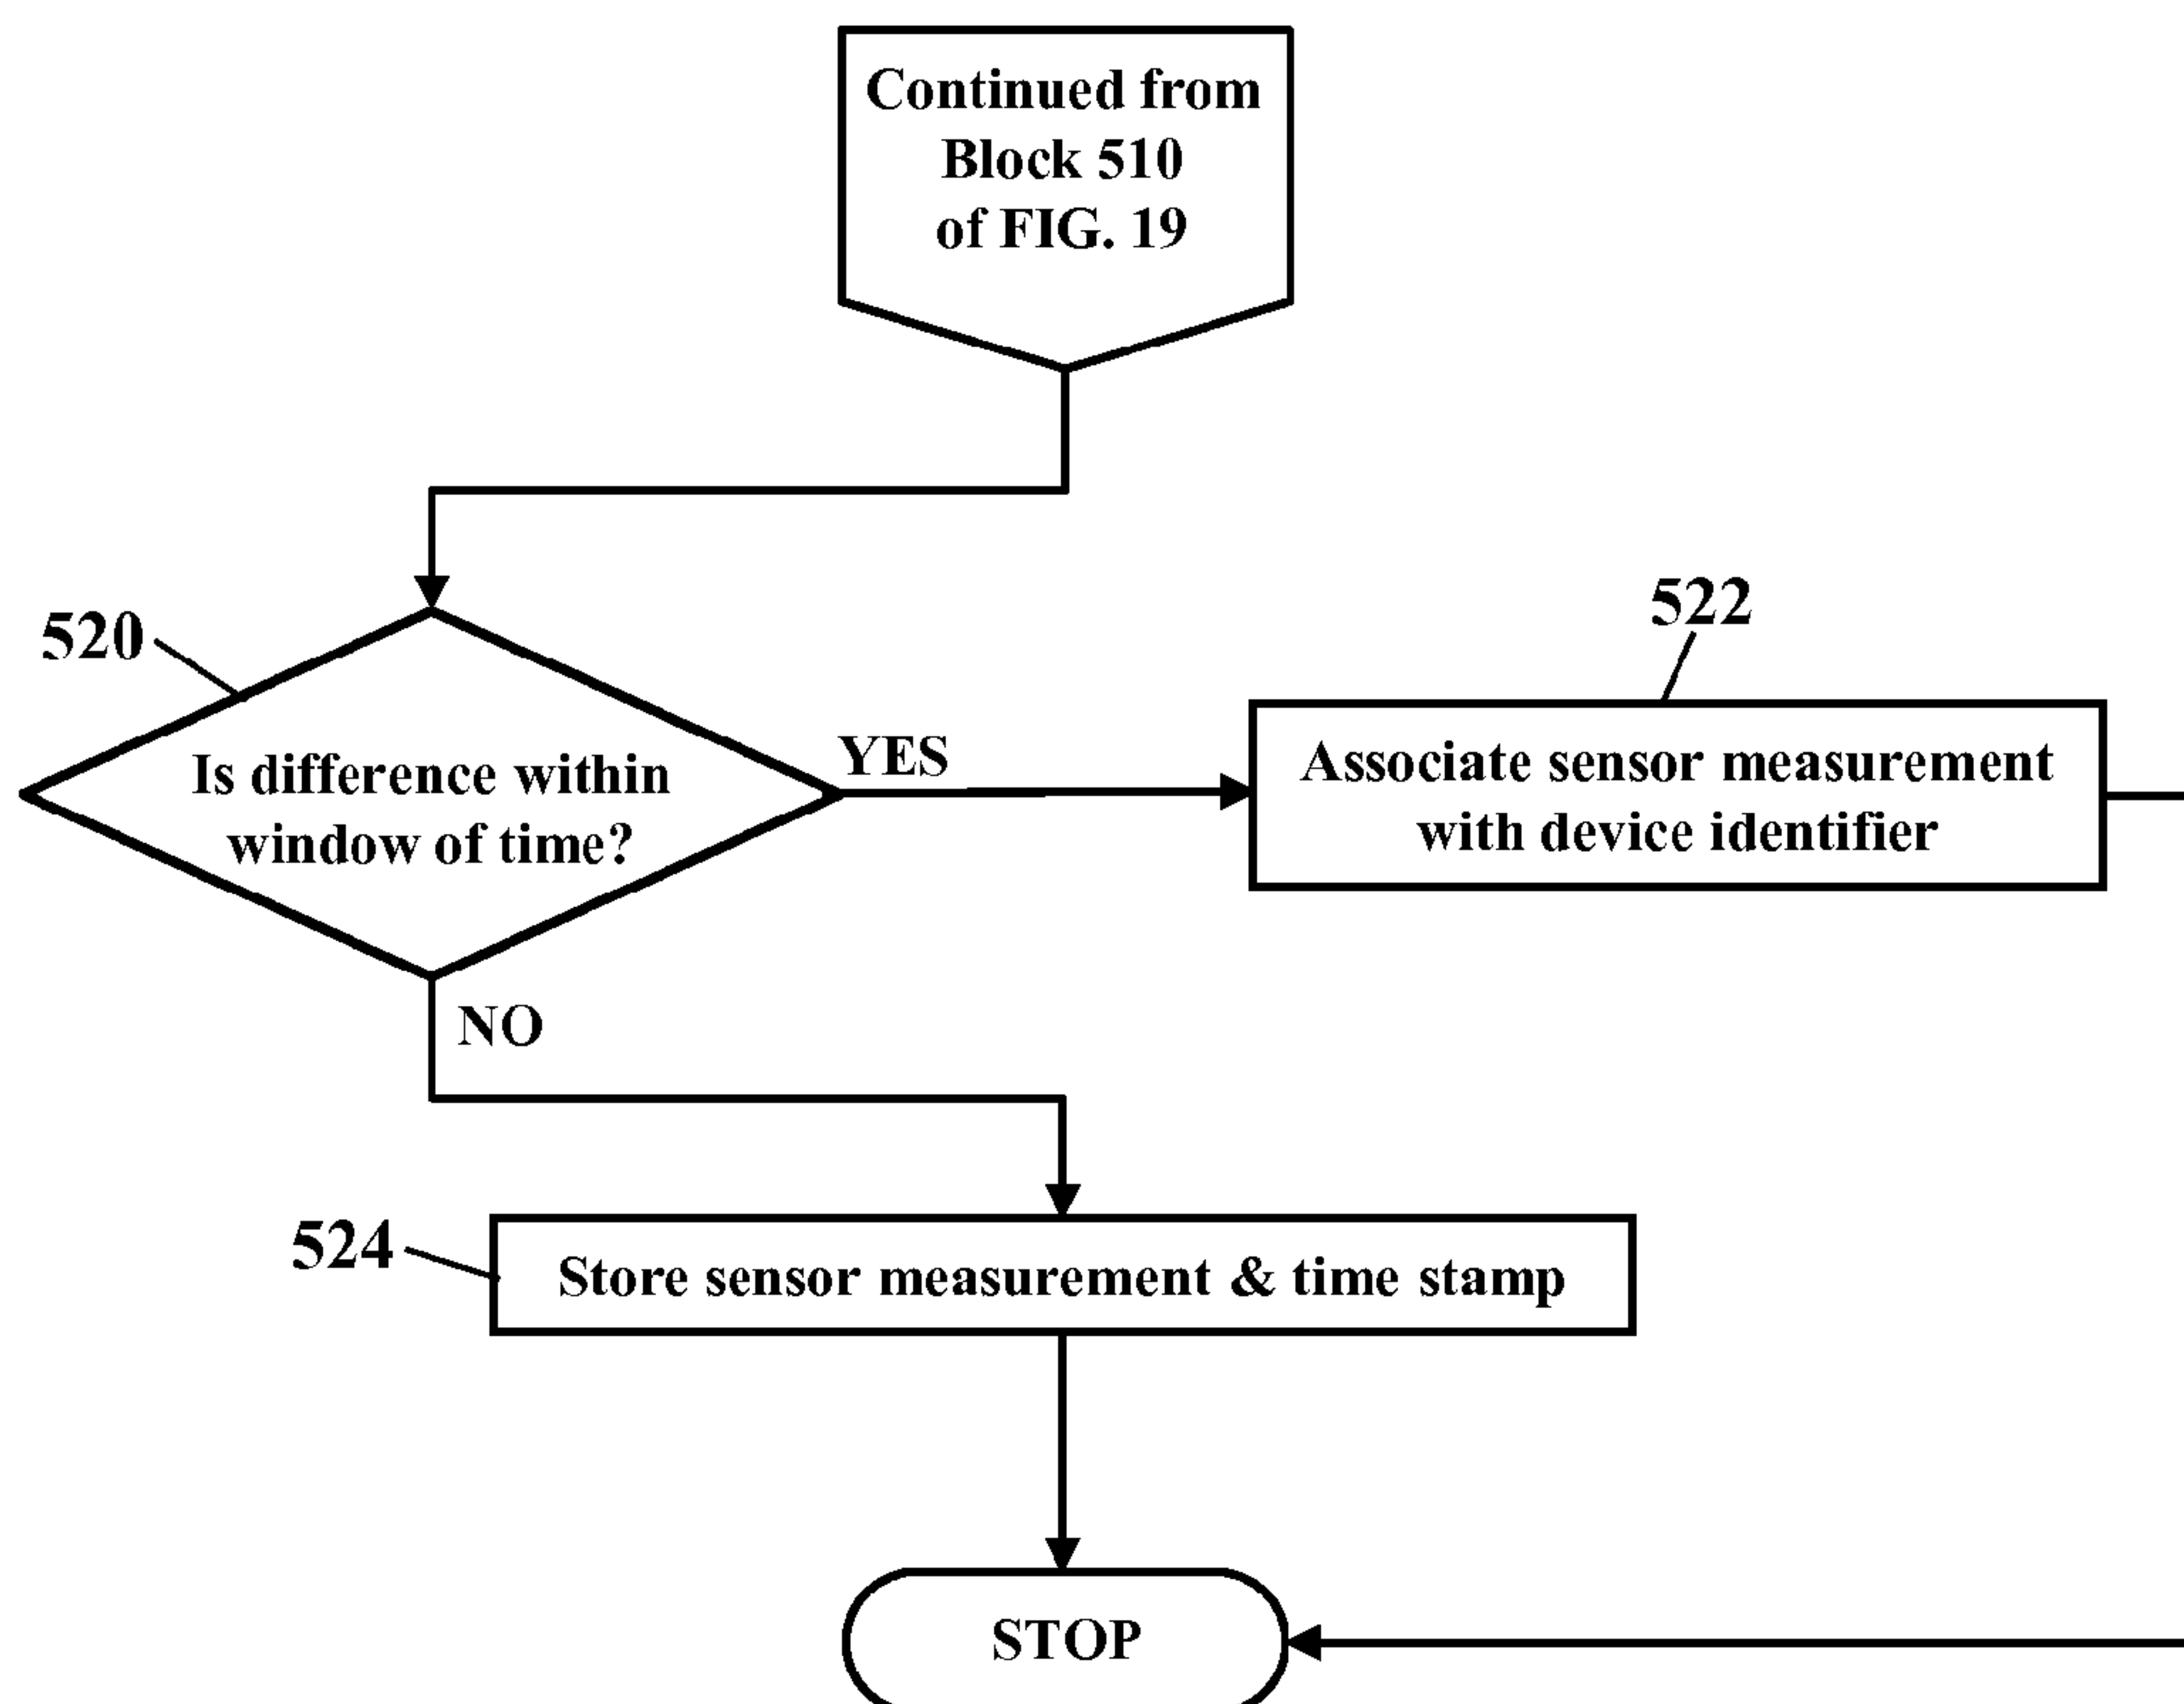 Continued from
Block 510
of FIG. 19
520
Is difference within
window of time?
YES
522
Associate sensor measurement
with device identifier
NO
524
Store sensor measurement & time stamp
STOP